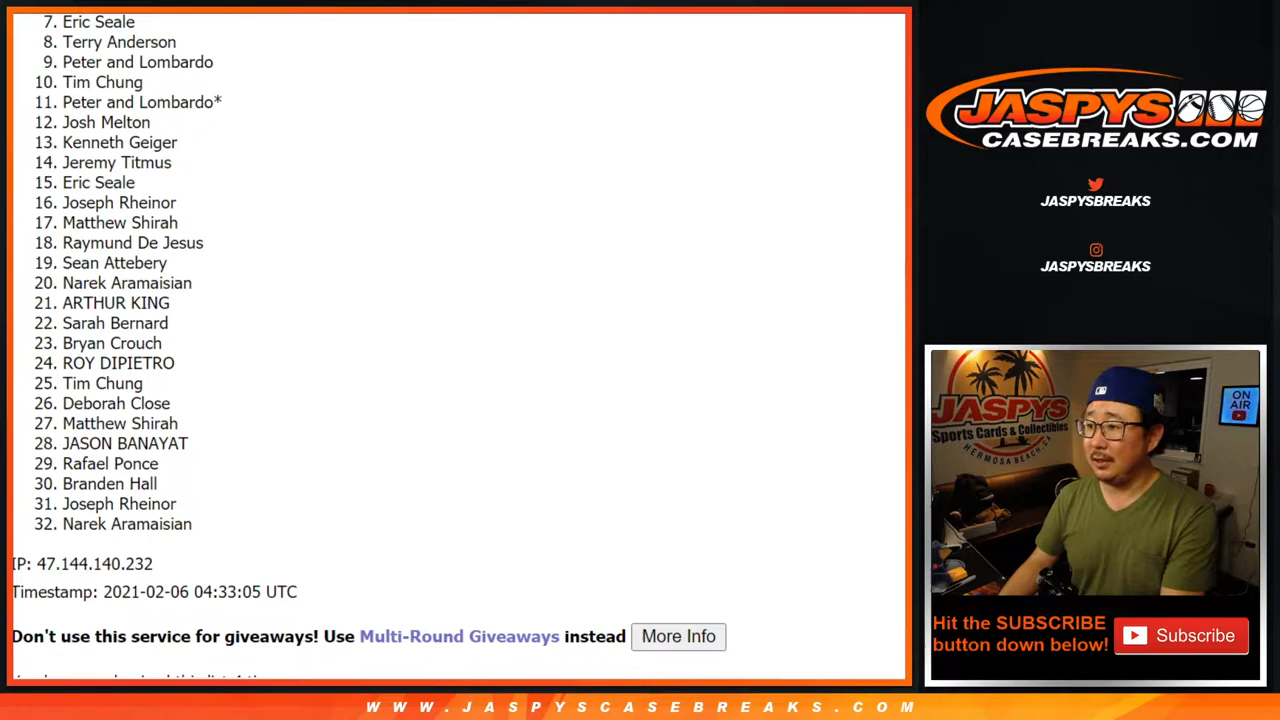 7. Eric Seale
8. Terry Anderson
9. Peter and Lombardo
10. Tim Chung
11. Peter and Lombardo*
12. Josh Melton
13. Kenneth Geiger
14. Jeremy Titmus
15. Eric Seale
16. Joseph Rheinor
17. Matthew Shirah
18. Raymund De Jesus
19. Sean Attebery
20. Narek Aramaisian
21. ARTHUR KING
22. Sarah Bernard
23. Bryan Crouch
24. ROY DIPIETRO
25. Tim Chung
26. Deborah Close
27. Matthew Shirah
28. JASON BANAYAT
29. Rafael Ponce
30. Branden Hall
31. Joseph Rheinor
32. Narek Aramaisian
IP: 47.144.140.232
Timestamp: 2021-02-06 04:33:05 UTC
Don't use this service for giveaways! Use Multi-Round Giveaways instead More Info
JASPYS
CASEBREAKS.COM
JASPYSBREAKS
JASPYSBREAKS
JASPYS
Sports Cards & Collectibles
HERMOSA BEACH, CA
ON
AIR
Hit the SUBSCRIBE
button down below!
Subscribe
WWW.JASPYSCASEBREAKS.COM